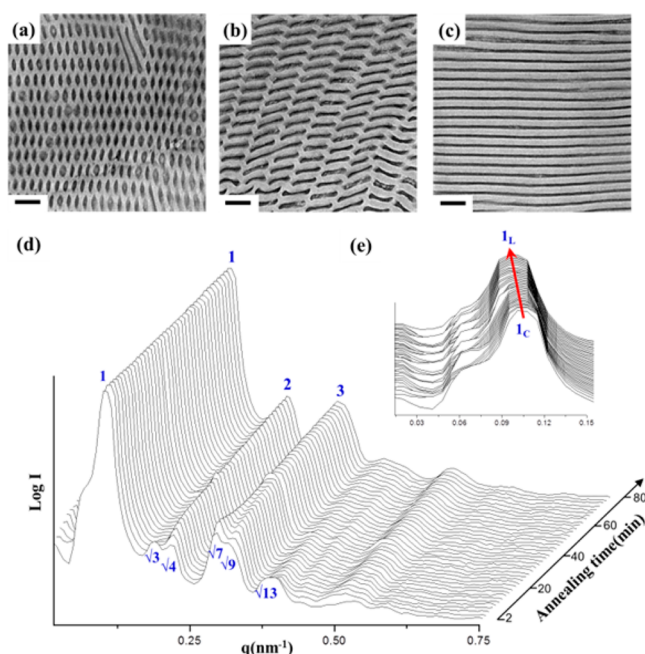 (a) (b) (c)
(d) (e)
1
1L
1C
0.03 0.06 0.09 0.12 0.15
1
2 3
√3 √4 √7 √9 √13
Log I
0.25 0.50 0.75
q(nm-1)
2 20 40 60 80
Annealing time(min)